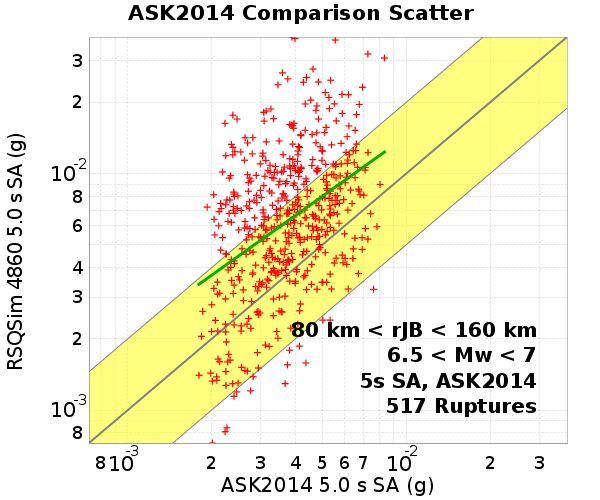 ASK2014 Comparison Scatter
RSQSim 4860 5.0 s SA (g)
3
2
10-2
8
6
4
3
2
10-3
8
80 km < rJB < 160 km
6.5 < Mw < 7
5s SA, ASK2014
517 Ruptures
8 10-3 2 3 4 5 6 7 10-2 2 3
ASK2014 5.0 s SA (g)